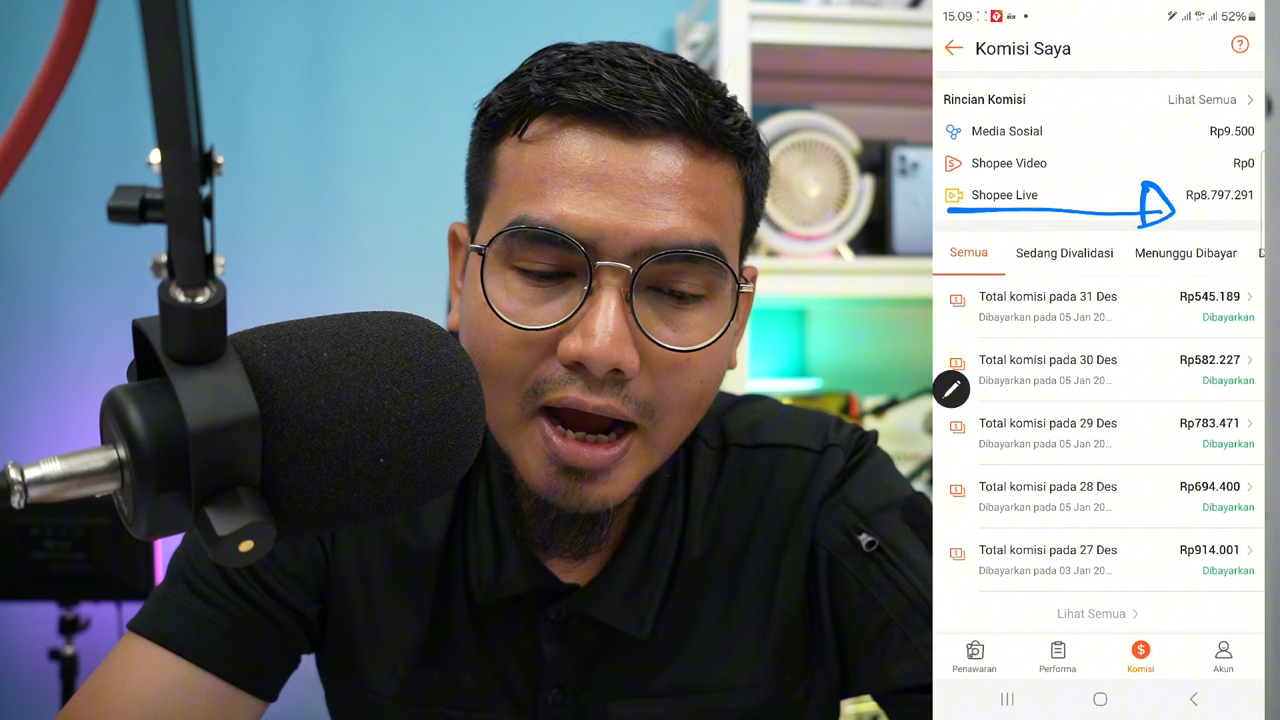 15.09 52%
Komisi Saya
Rincian Komisi Lihat Semua
Media Sosial Rp9.500
Shopee Video Rp0
Shopee Live Rp8.797.291
Semua Sedang Divalidasi Menunggu Dibayar
Total komisi pada 31 Des Rp545.189
Dibayarkan pada 05 Jan 20... Dibayarkan
Total komisi pada 30 Des Rp582.227
Dibayarkan pada 05 Jan 20... Dibayarkan
Total komisi pada 29 Des Rp783.471
Dibayarkan pada 05 Jan 20... Dibayarkan
Total komisi pada 28 Des Rp694.400
Dibayarkan pada 05 Jan 20... Dibayarkan
Total komisi pada 27 Des Rp914.001
Dibayarkan pada 03 Jan 20... Dibayarkan
Lihat Semua
Penawaran Performa Komisi Akun